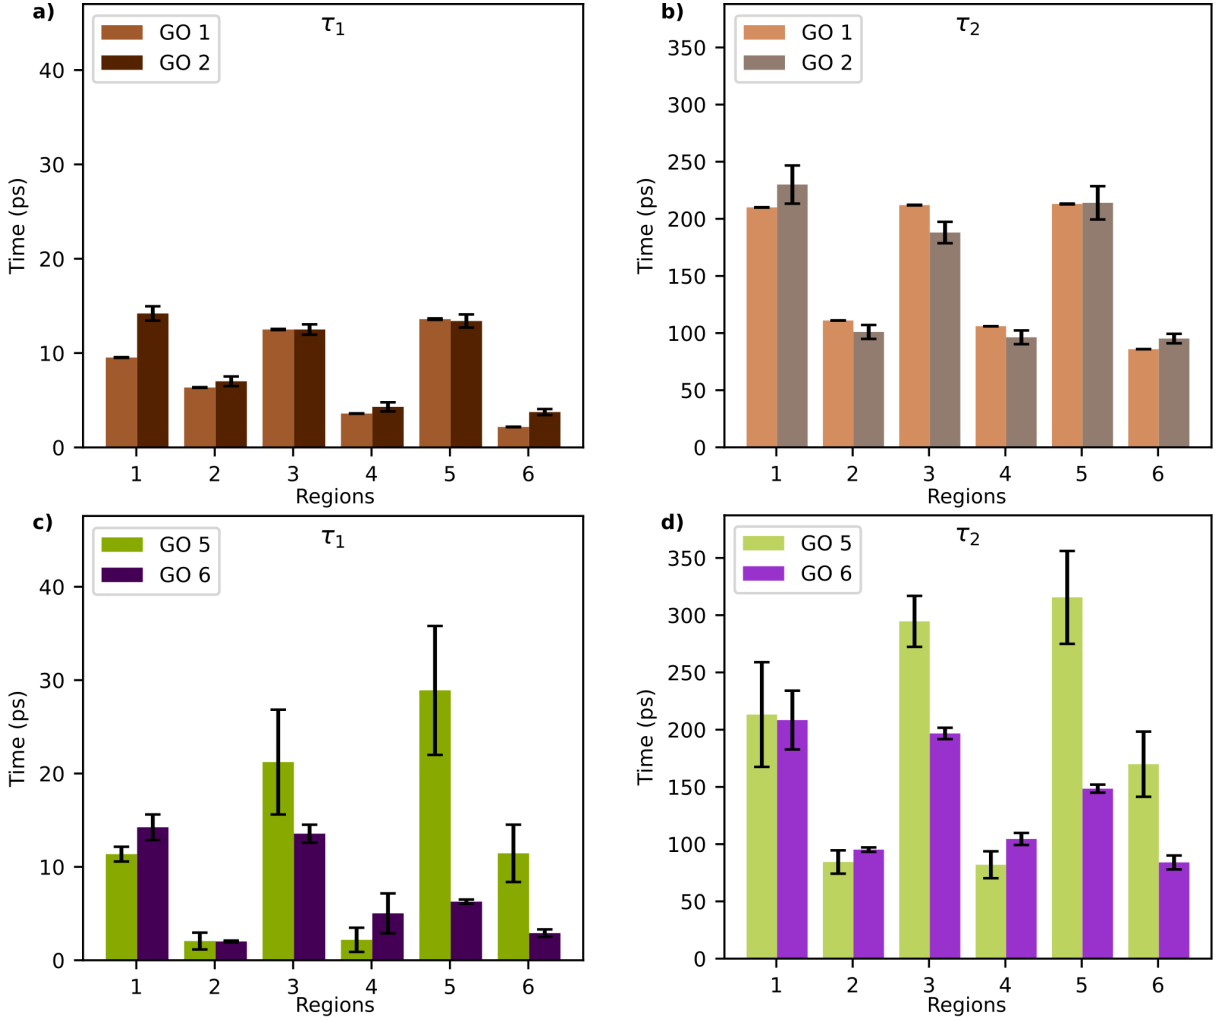 a)
τ1
GO 1
GO 2
Time (ps)
40
30
20
10
0
1 2 3 4 5 6
Regions
b)
τ2
GO 1
GO 2
Time (ps)
350
300
250
200
150
100
50
0
1 2 3 4 5 6
Regions
c)
τ1
GO 5
GO 6
Time (ps)
40
30
20
10
0
1 2 3 4 5 6
Regions
d)
τ2
GO 5
GO 6
Time (ps)
350
300
250
200
150
100
50
0
1 2 3 4 5 6
Regions